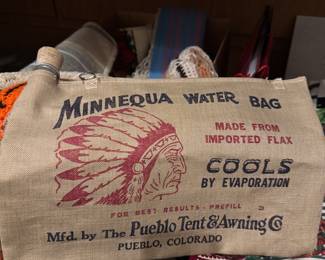 MINNEQUA WATER BAG
MADE FROM
IMPORTED FLAX
COOLS
BY EVAPORATION
FOR BEST RESULTS - PREFILL
Mfd. by The Pueblo Tent & Awning Co
PUEBLO, COLORADO